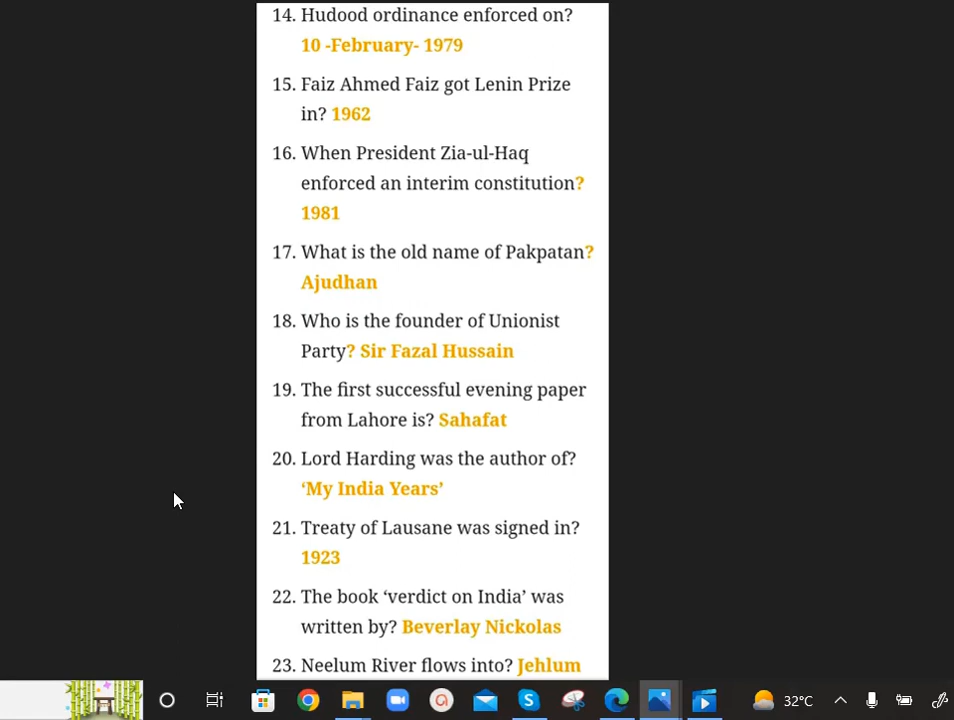 14. Hudood ordinance enforced on?
10 -February- 1979
15. Faiz Ahmed Faiz got Lenin Prize
in? 1962
16. When President Zia-ul-Haq
enforced an interim constitution?
1981
17. What is the old name of Pakpatan?
Ajudhan
18. Who is the founder of Unionist
Party? Sir Fazal Hussain
19. The first successful evening paper
from Lahore is? Sahafat
20. Lord Harding was the author of?
‘My India Years’
21. Treaty of Lausane was signed in?
1923
22. The book ‘verdict on India’ was
written by? Beverlay Nickolas
23. Neelum River flows into? Jehlum
32°C